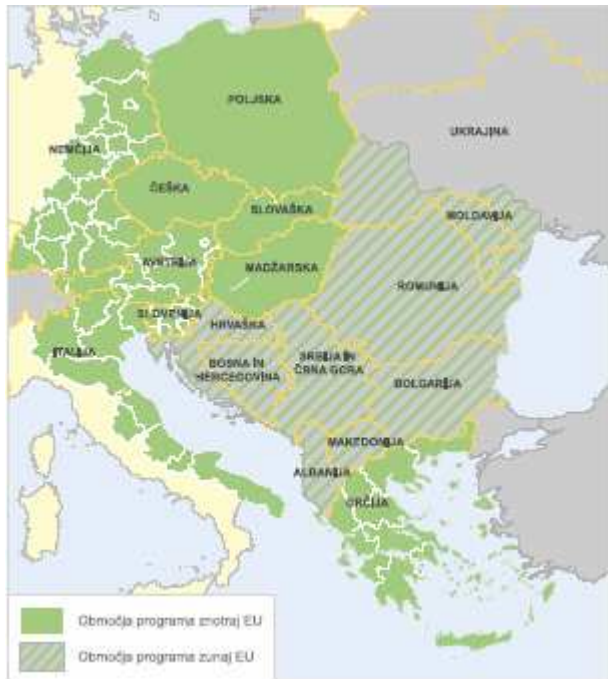 POLJSKA
UKRAJINA
NEMČIJA
ČEŠKA
SLOVAŠKA
MOLDAVIJA
AVSTRIJA
MADŽARSKA
ROMUNIJA
SLOVENIJA
HRVAŠKA
ITALIJA
BOSNA IN
HERCEGOVINA
SRBIJA IN
ČRNA GORA
BOLGARIJA
MAKEDONIJA
ALBANIJA
GRČIJA
Območja programa znotraj EU
Območja programa zunaj EU